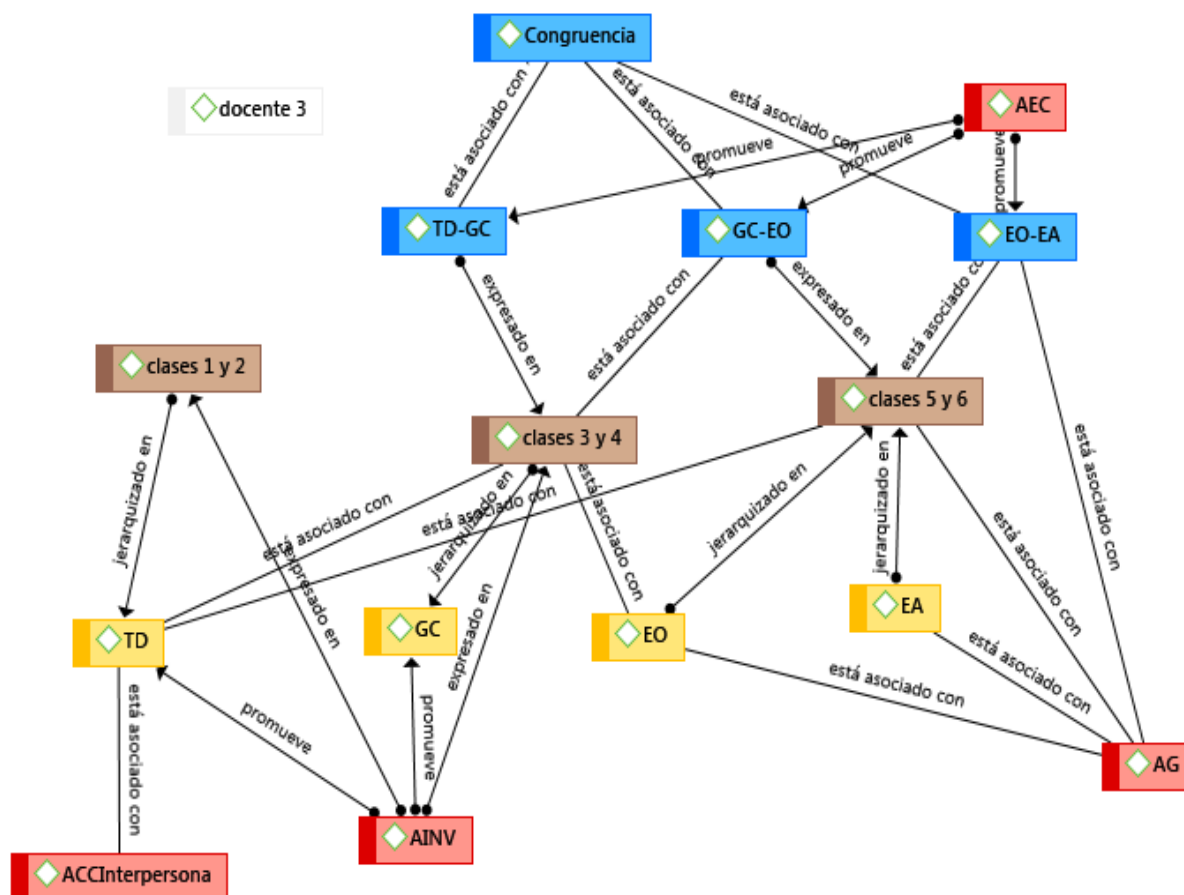 Congruencia
docente 3
AEC
está asociado con
está asociado con
está asociado con
promueve
promueve
promueve
TD-GC
GC-EO
EO-EA
expresado en
está asociado con
expresado en
está asociado con
clases 1 y 2
clases 3 y 4
clases 5 y 6
jerarquizado en
expresado en
está asociado con
está asociado con
jerarquizado en
expresado en
está asociado con
jerarquizado en
jerarquizado en
está asociado con
está asociado con
TD
GC
EO
EA
está asociado con
promueve
promueve
está asociado con
está asociado con
AG
AINV
ACCInterpersona